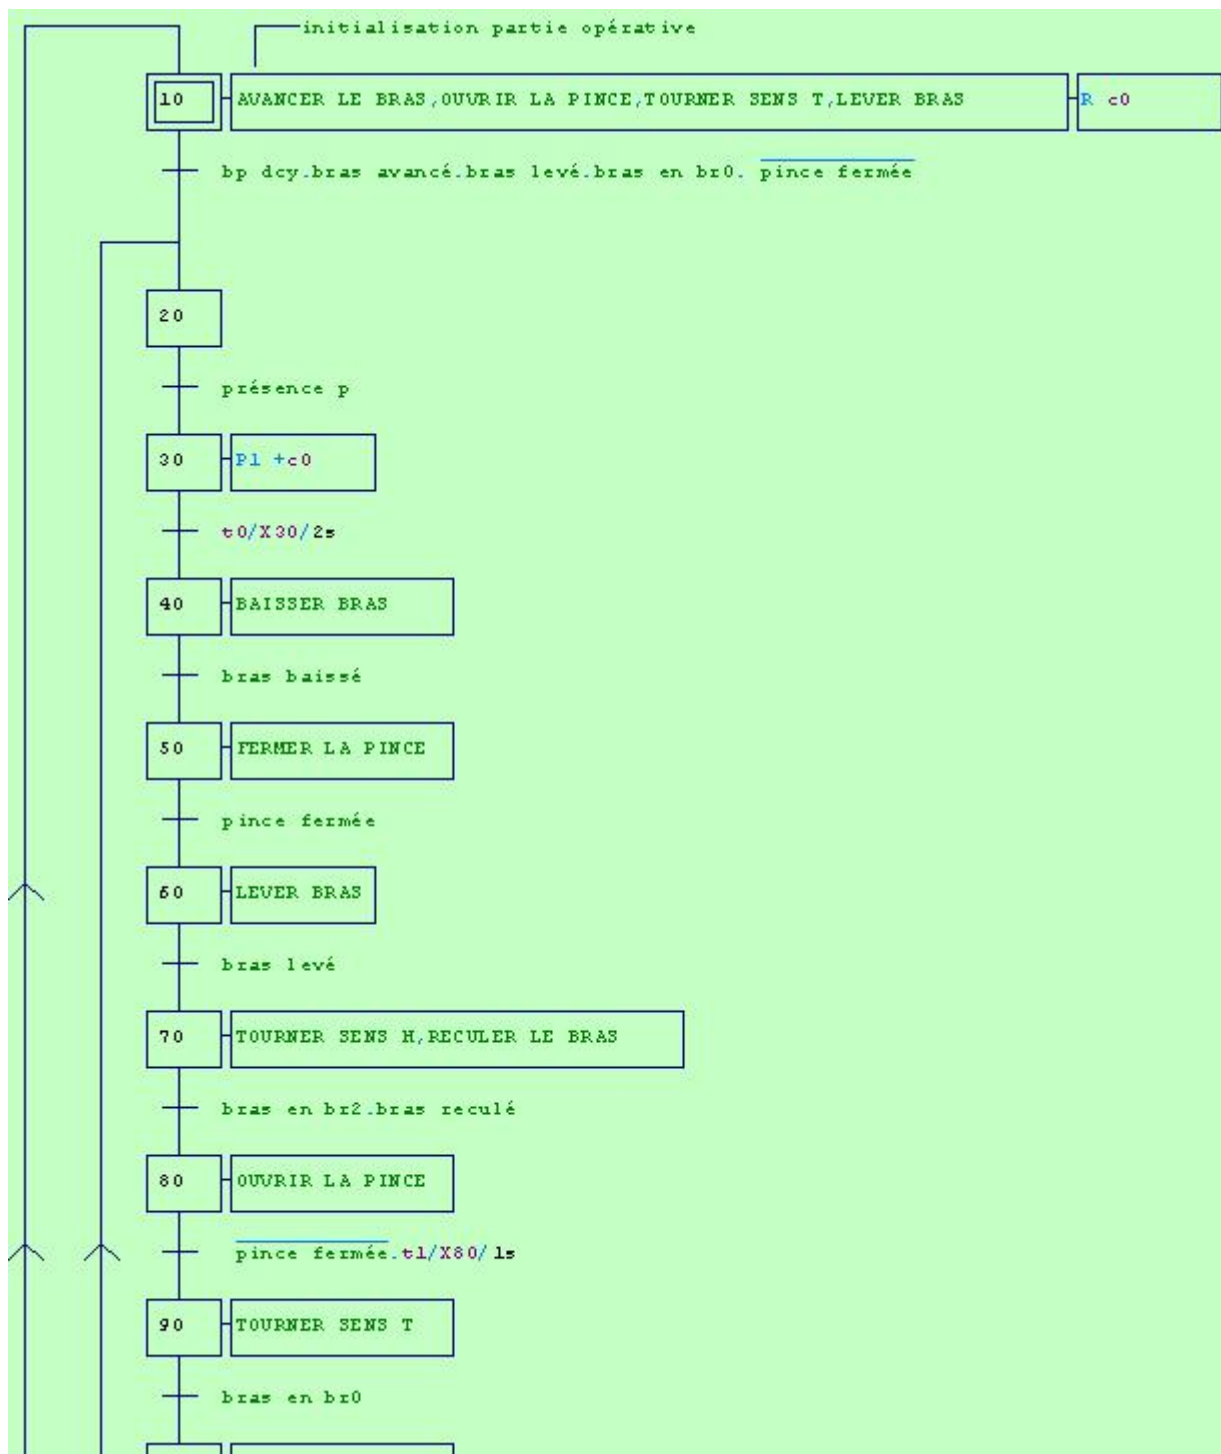 initialisation partie opérative
10 AVANCER LE BRAS,OUVRIR LA PINCE,TOURNER SENS T,LEVER BRAS R c0
bp dcy.bras avancé.bras levé.bras en br0. pince fermée
20
présence p
30 P1 +c0
t0/X30/2s
40 BAISSER BRAS
bras baissé
50 FERMER LA PINCE
pince fermée
60 LEVER BRAS
bras levé
70 TOURNER SENS H,RECULER LE BRAS
bras en br2.bras reculé
80 OUVRIR LA PINCE
pince fermée.t1/X80/1s
90 TOURNER SENS T
bras en br0